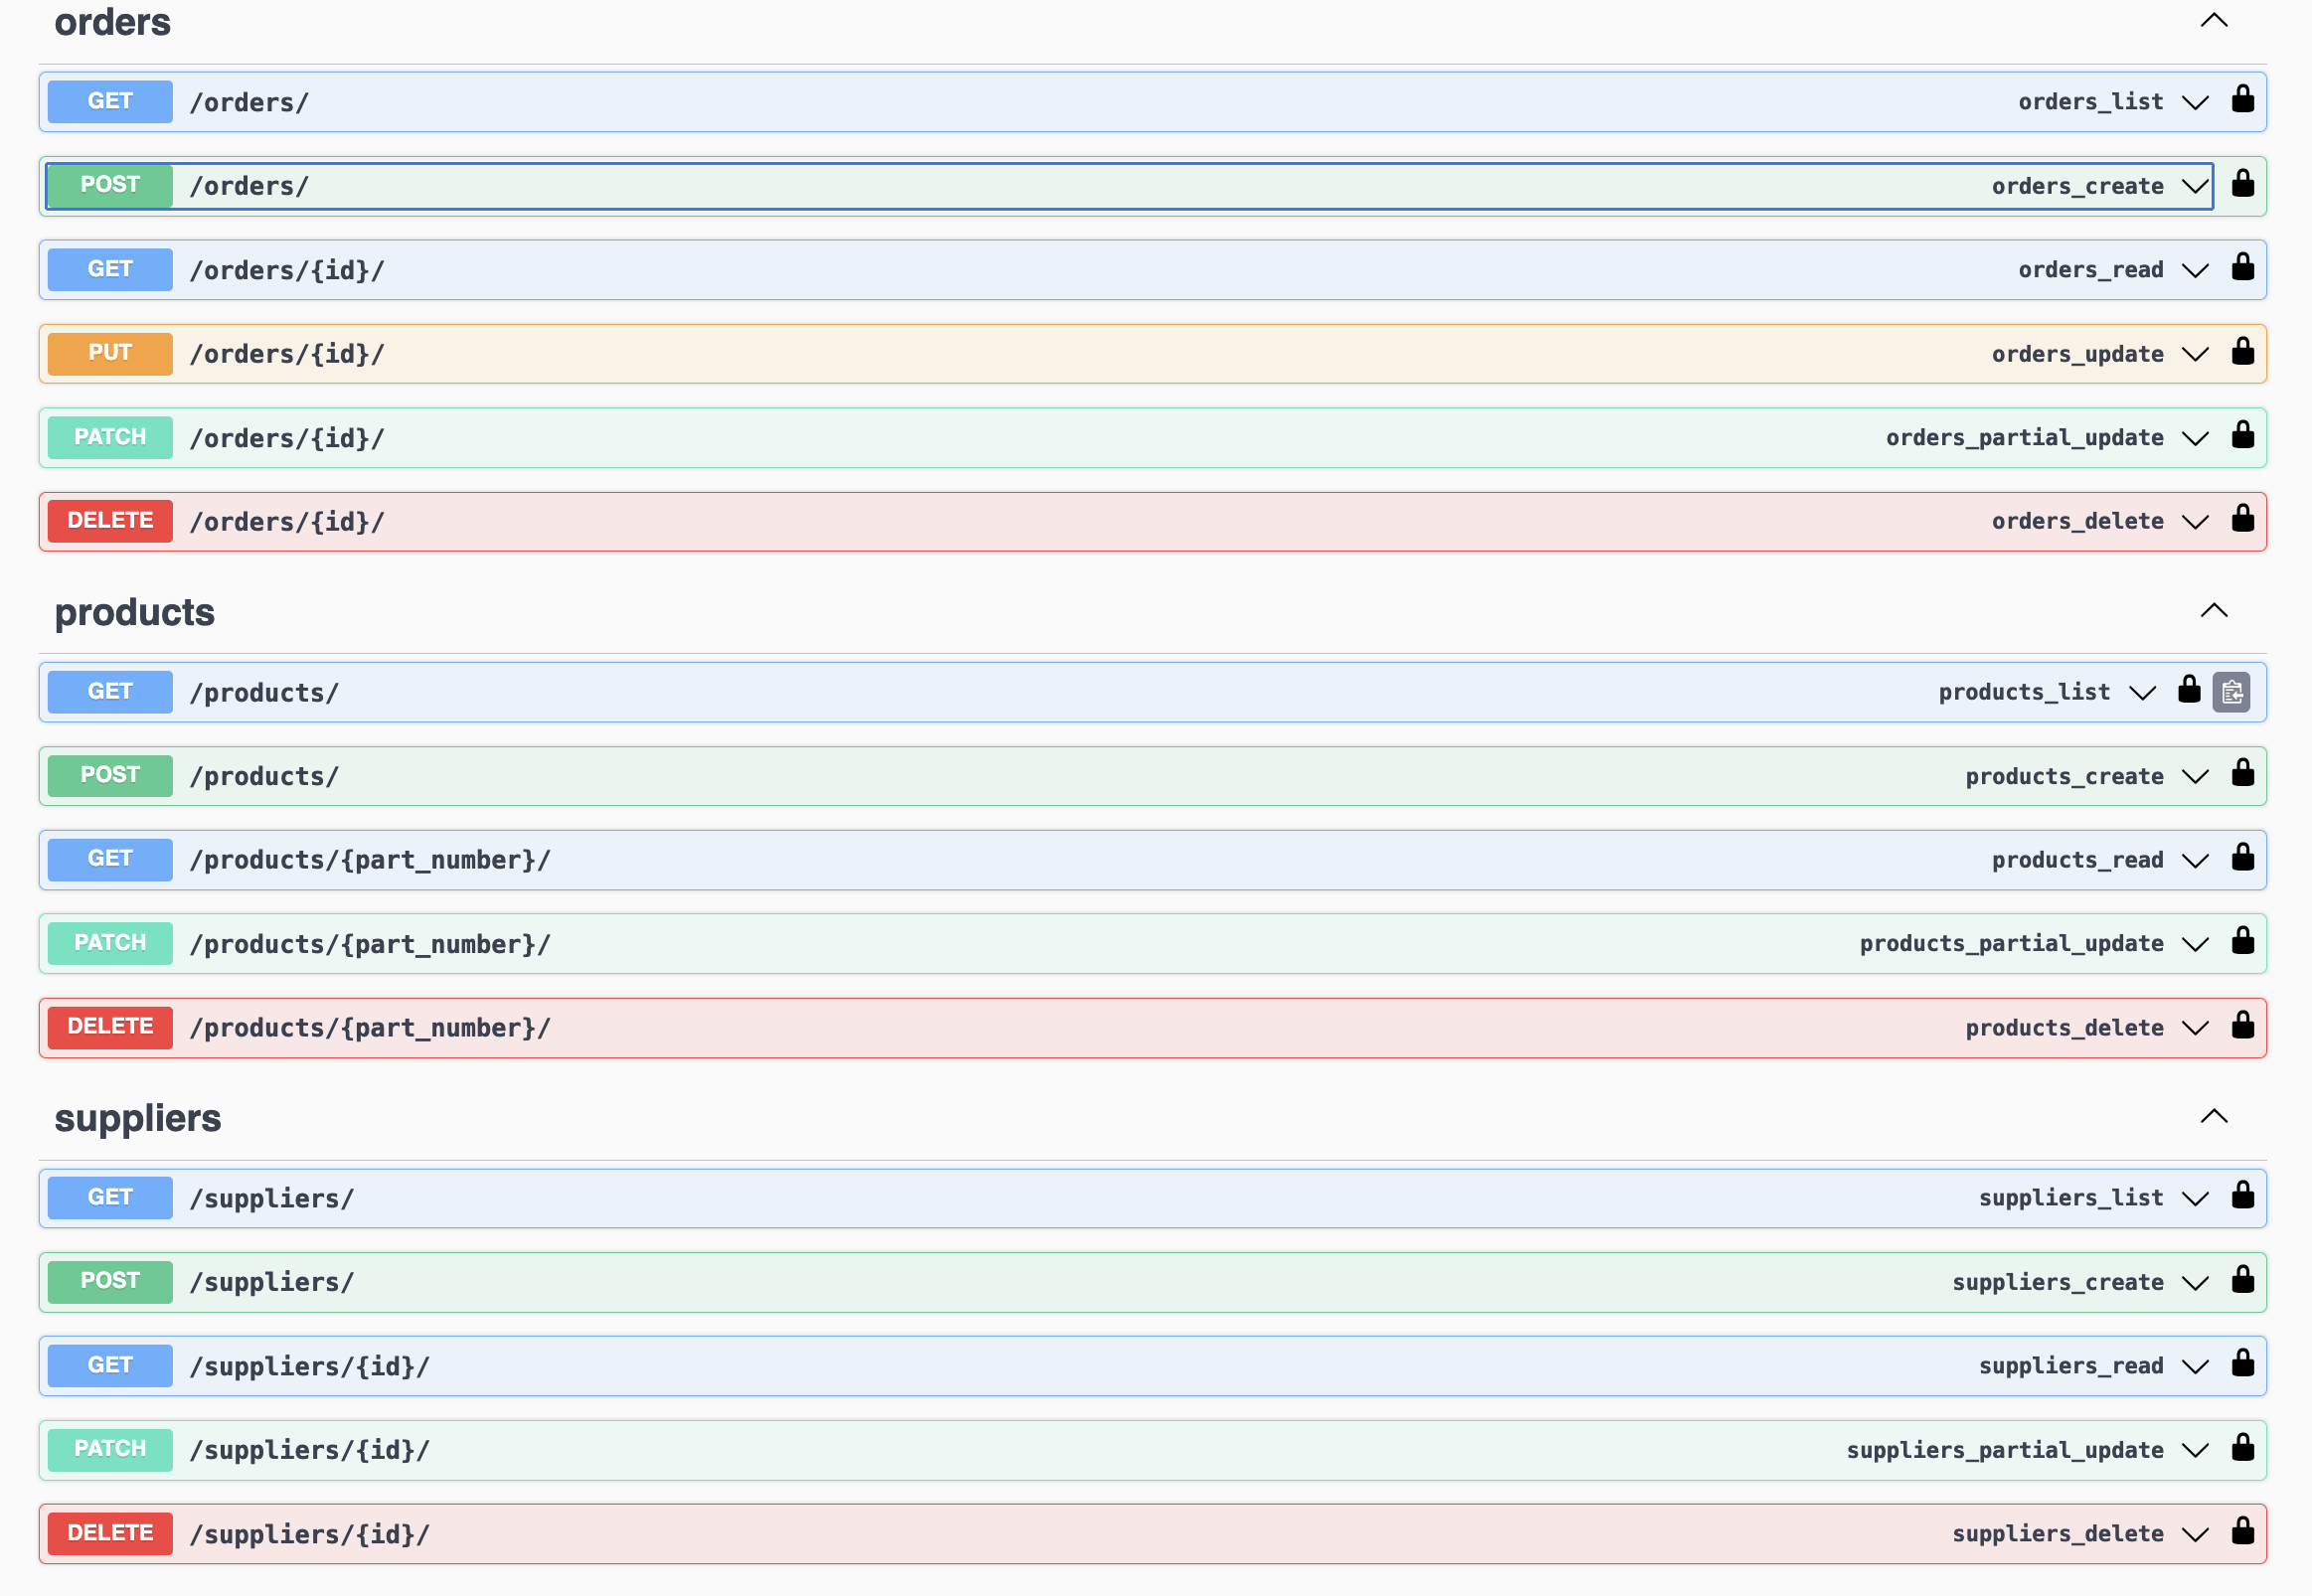 orders
GET /orders/ orders_list
POST /orders/ orders_create
GET /orders/{id}/ orders_read
PUT /orders/{id}/ orders_update
PATCH /orders/{id}/ orders_partial_update
DELETE /orders/{id}/ orders_delete
products
GET /products/ products_list
POST /products/ products_create
GET /products/{part_number}/ products_read
PATCH /products/{part_number}/ products_partial_update
DELETE /products/{part_number}/ products_delete
suppliers
GET /suppliers/ suppliers_list
POST /suppliers/ suppliers_create
GET /suppliers/{id}/ suppliers_read
PATCH /suppliers/{id}/ suppliers_partial_update
DELETE /suppliers/{id}/ suppliers_delete